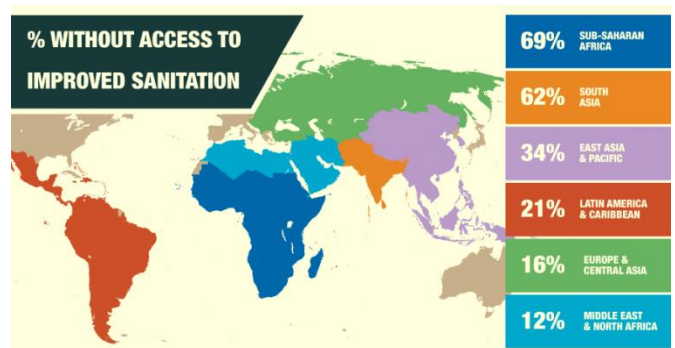 % WITHOUT ACCESS TO
IMPROVED SANITATION
69% SUB-SAHARAN
AFRICA
62% SOUTH
ASIA
34% EAST ASIA
& PACIFIC
21% LATIN AMERICA
& CARIBBEAN
16% EUROPE &
CENTRAL ASIA
12% MIDDLE EAST
& NORTH AFRICA